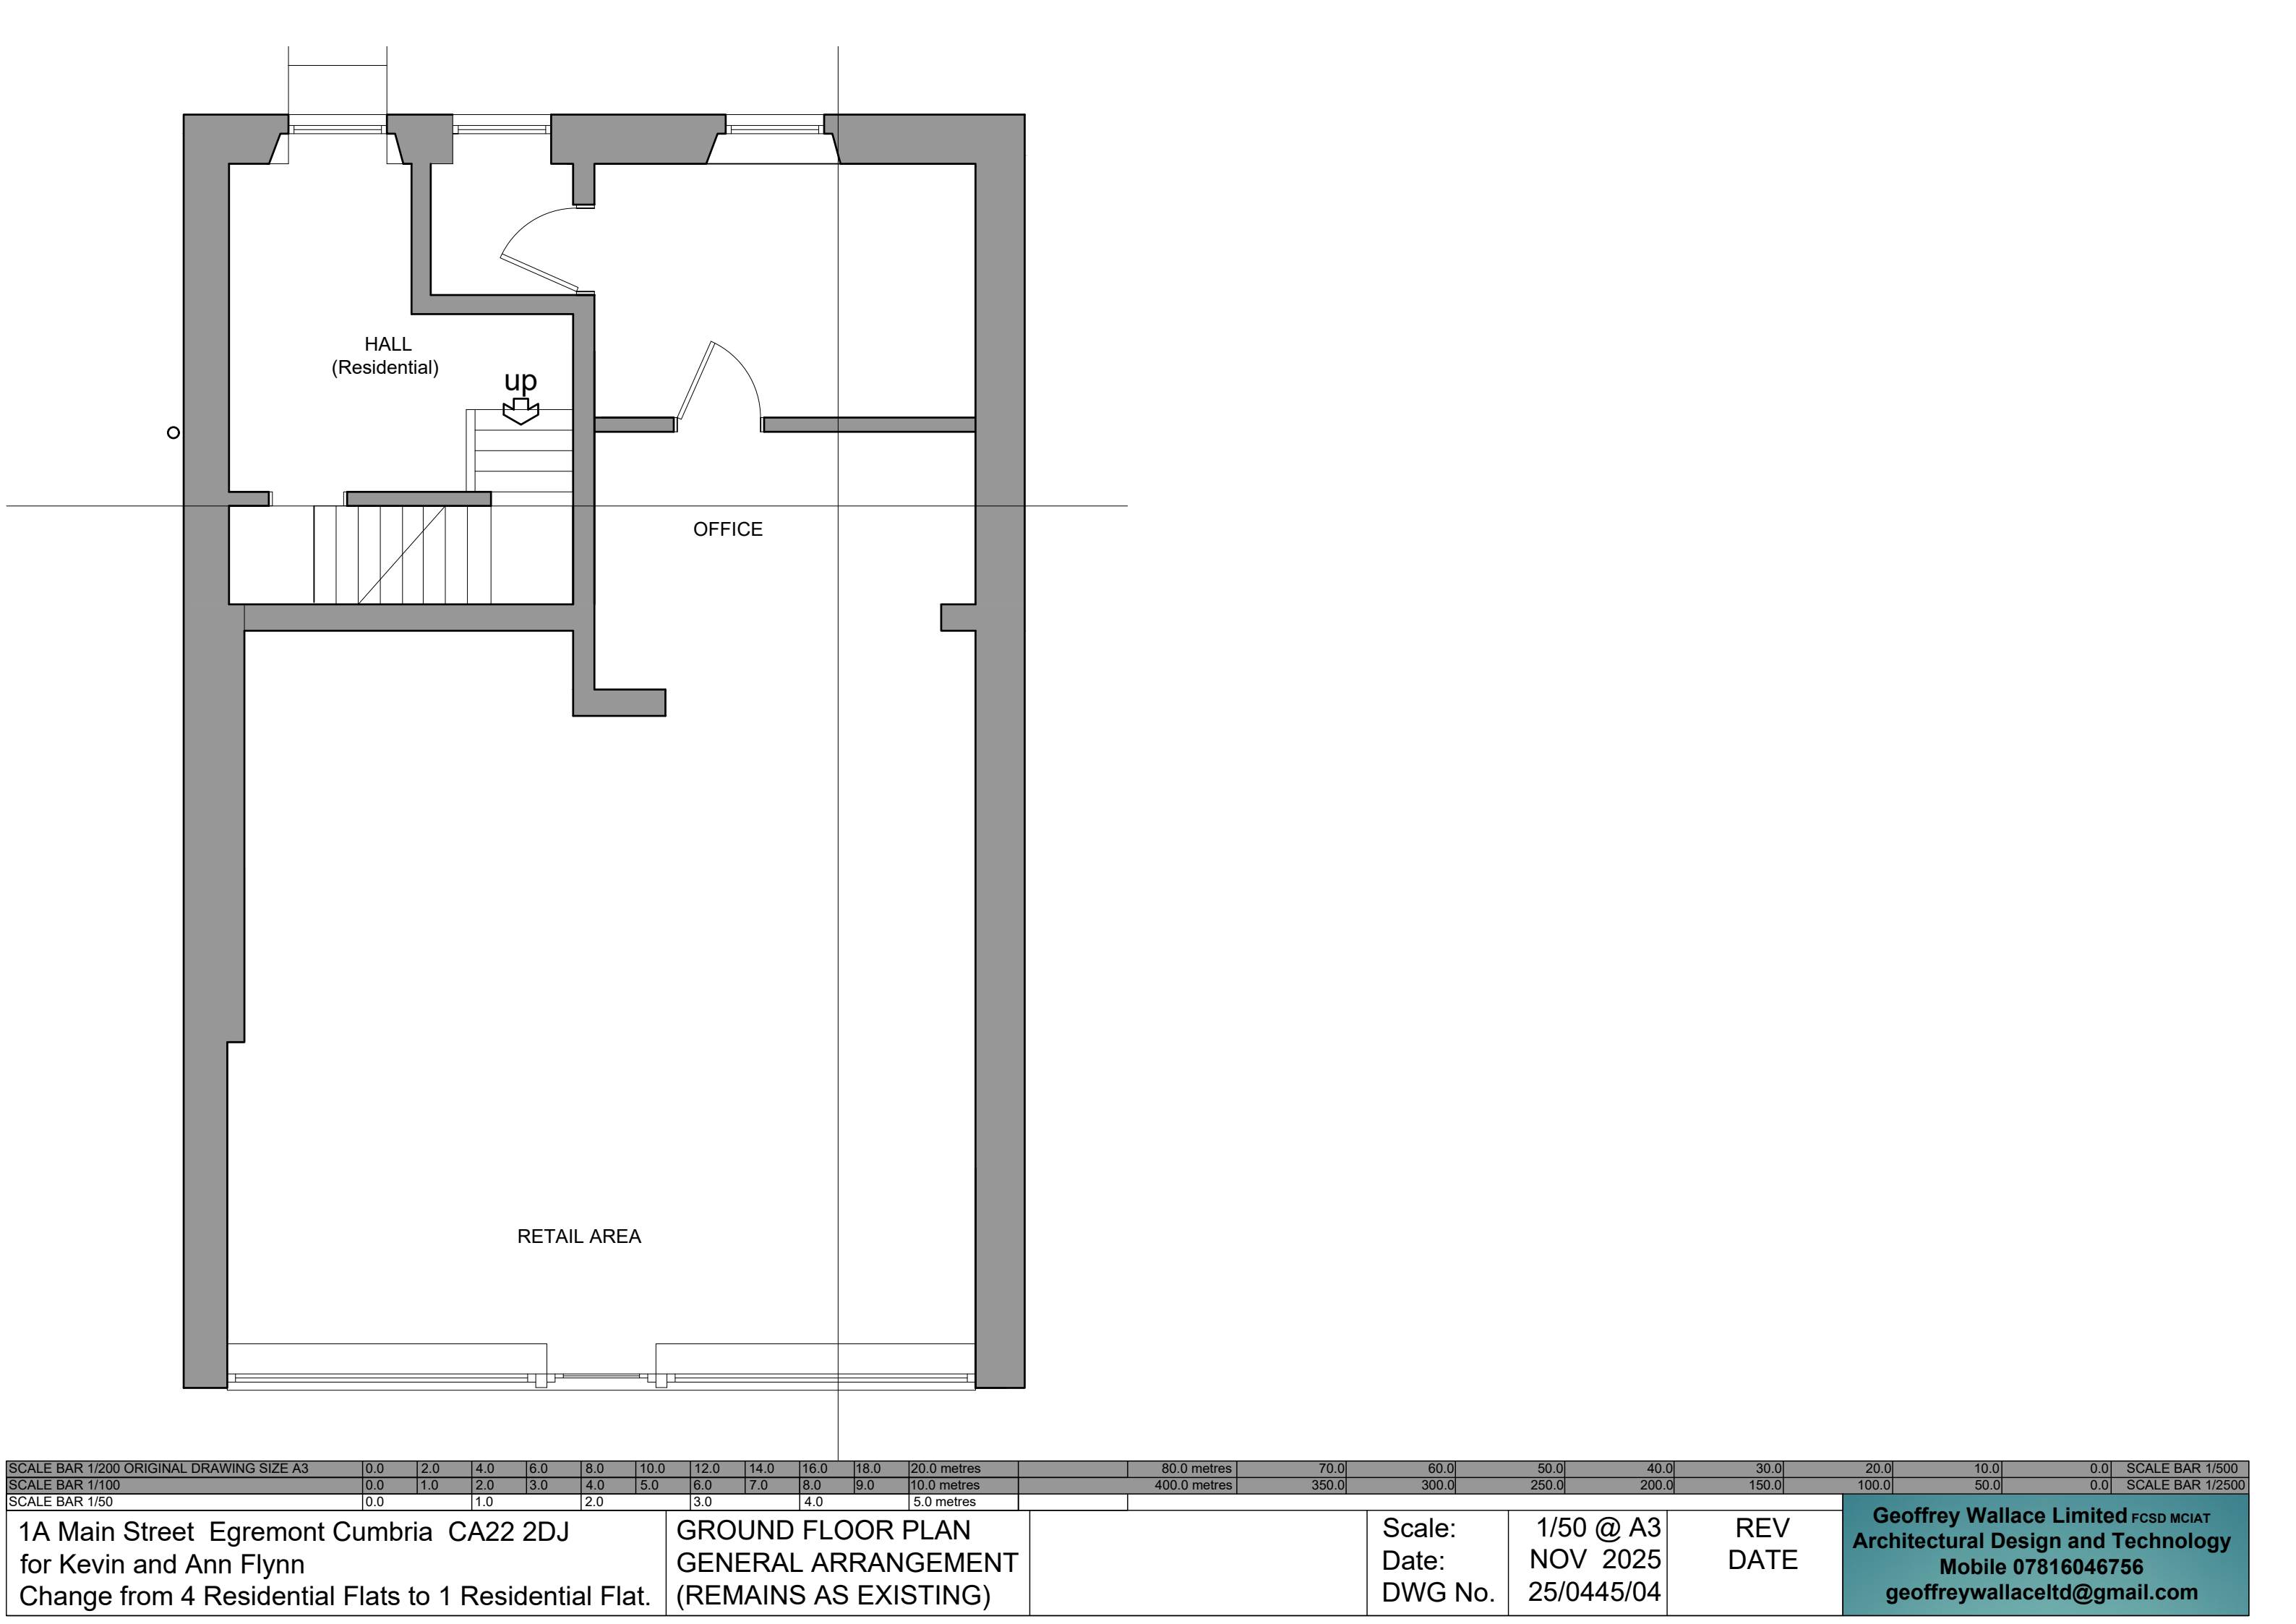 HALL
(Residential)
up
OFFICE
RETAIL AREA
SCALE BAR 1/200 ORIGINAL DRAWING SIZE A3 0.0 2.0 4.0 6.0 8.0 10.0 12.0 14.0 16.0 18.0 20.0 metres 80.0 metres 70.0 60.0 50.0 40.0 30.0 20.0 10.0 0.0 SCALE BAR 1/500
SCALE BAR 1/100 0.0 1.0 2.0 3.0 4.0 5.0 6.0 7.0 8.0 9.0 10.0 metres 400.0 metres 350.0 300.0 250.0 200.0 150.0 100.0 50.0 0.0 SCALE BAR 1/2500
SCALE BAR 1/50 0.0 1.0 2.0 3.0 4.0 5.0 metres
1A Main Street Egremont Cumbria CA22 2DJ
for Kevin and Ann Flynn
Change from 4 Residential Flats to 1 Residential Flat.
GROUND FLOOR PLAN
GENERAL ARRANGEMENT
(REMAINS AS EXISTING)
Scale: 1/50 @ A3
Date: NOV 2025
DWG No. 25/0445/04
REV
DATE
Geoffrey Wallace Limited FCSD MCIAT
Architectural Design and Technology
Mobile 07816046756
geoffreywallaceltd@gmail.com